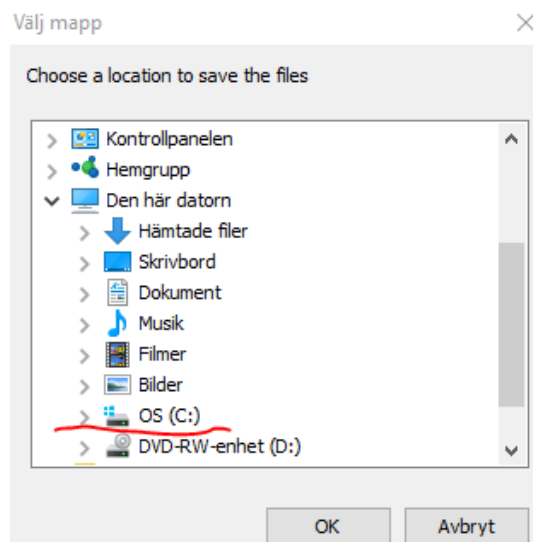 Välj mapp
Choose a location to save the files
Kontrollpanelen
Hemgrupp
Den här datorn
Hämtade filer
Skrivbord
Dokument
Musik
Filmer
Bilder
OS (C:)
DVD-RW-enhet (D:)
OK Avbryt